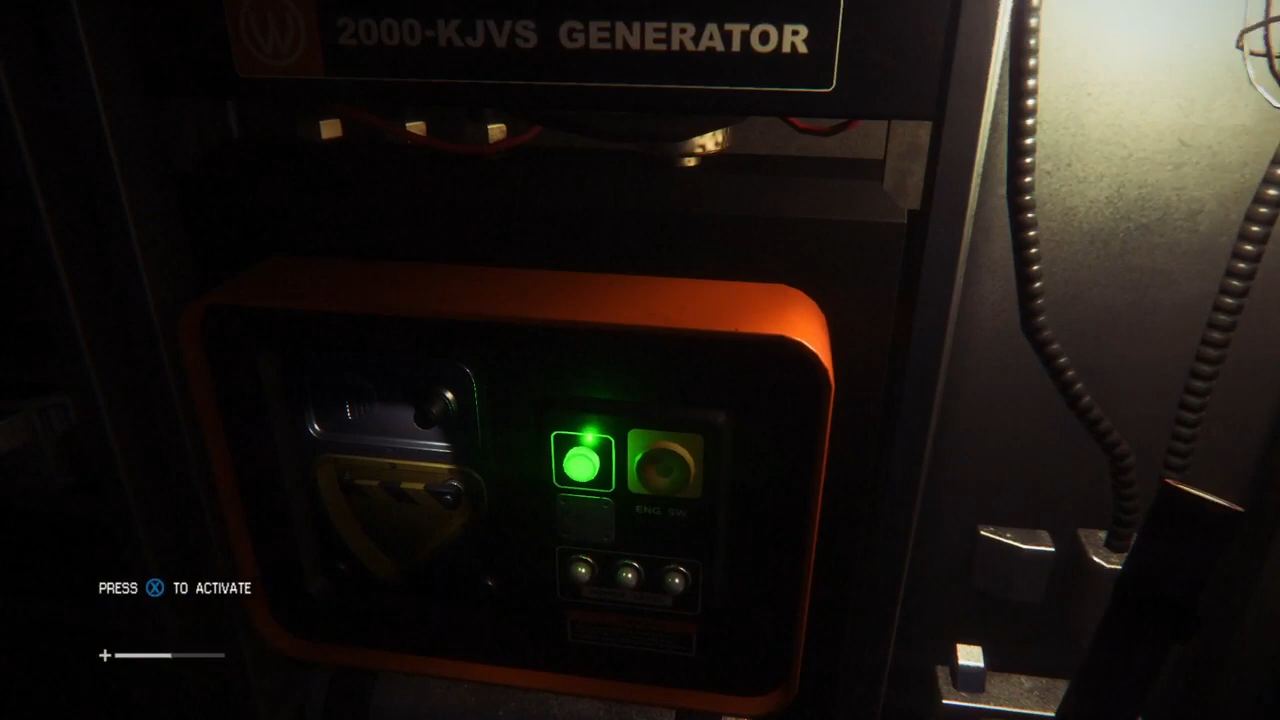 2000·KJVS GENERATOR
ENG. SW.
PRESS X TO ACTIVATE